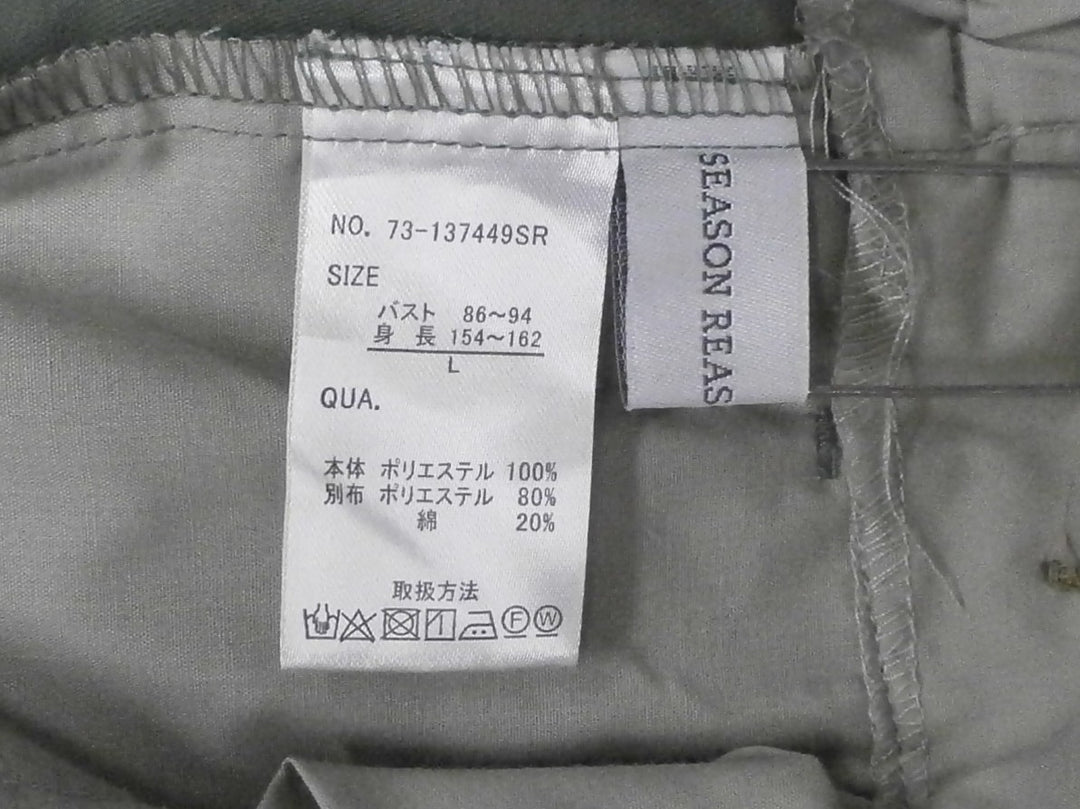 NO. 73-137449SR
SIZE
バスト 86～94
身 長 154～162
L
QUA.
本体 ポリエステル 100%
別布 ポリエステル 80%
綿 20%
取扱方法
F W
SEASON REAS